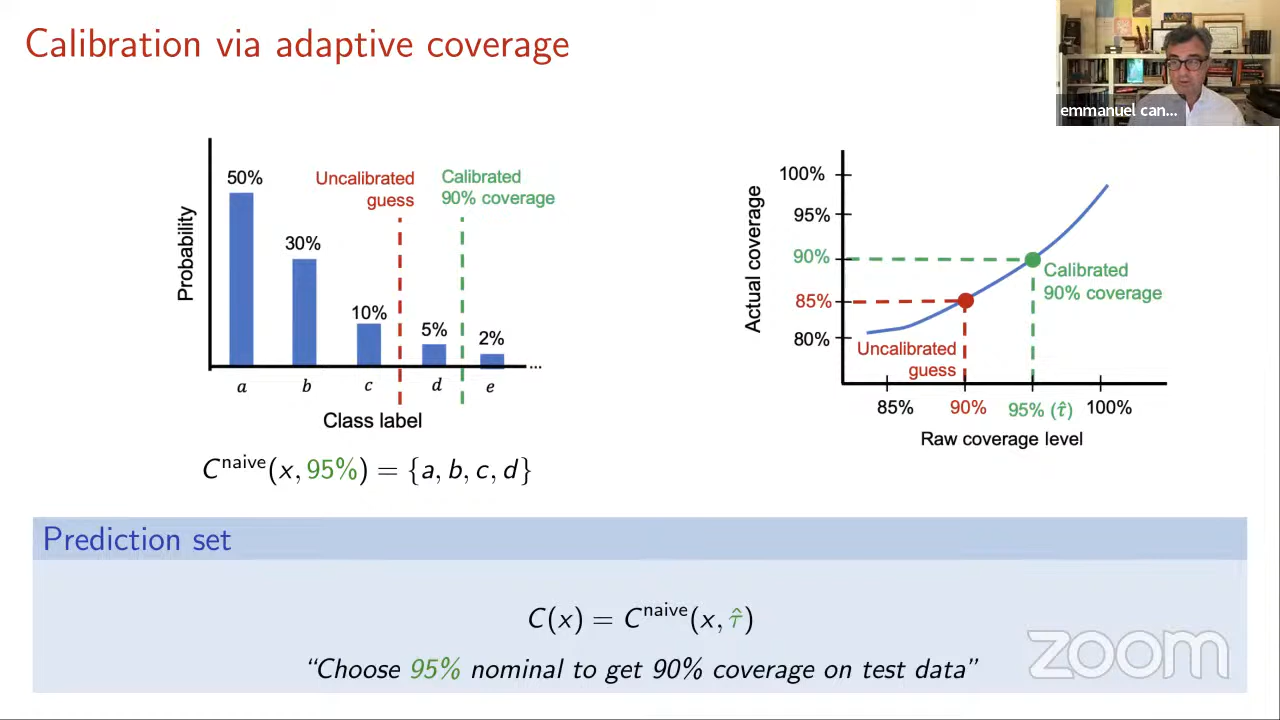 Calibration via adaptive coverage
emmanuel can...
Probability
50%
30%
10%
5%
2%
Uncalibrated
guess
Calibrated
90% coverage
a
b
c
d
e
...
Class label
C^naive(x, 95%) = {a, b, c, d}
Actual coverage
100%
95%
90%
85%
80%
Calibrated
90% coverage
Uncalibrated
guess
85%
90%
95% (τ̂)
100%
Raw coverage level
Prediction set
C(x) = C^naive(x, τ̂)
“Choose 95% nominal to get 90% coverage on test data”
zoom